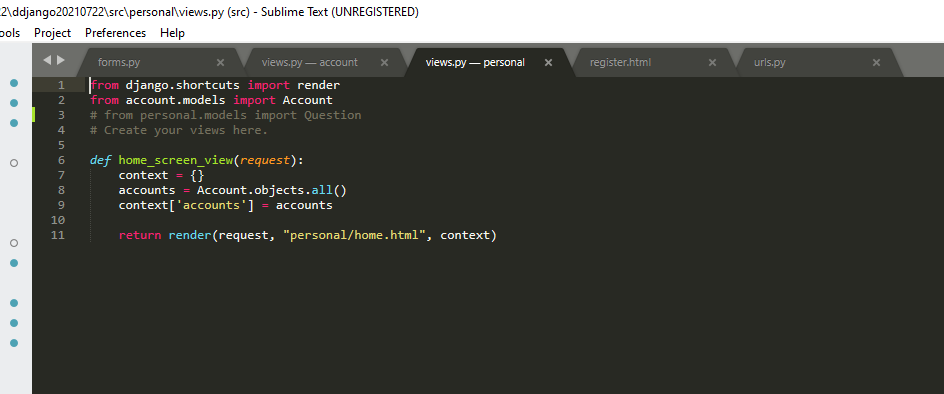 22\ddjango20210722\src\personal\views.py (src) - Sublime Text (UNREGISTERED)
ools Project Preferences Help
forms.py × views.py — account × views.py — personal × register.html × urls.py ×
1 from django.shortcuts import render
2 from account.models import Account
3 # from personal.models import Question
4 # Create your views here.
5
6 def home_screen_view(request):
7 context = {}
8 accounts = Account.objects.all()
9 context['accounts'] = accounts
10
11 return render(request, "personal/home.html", context)